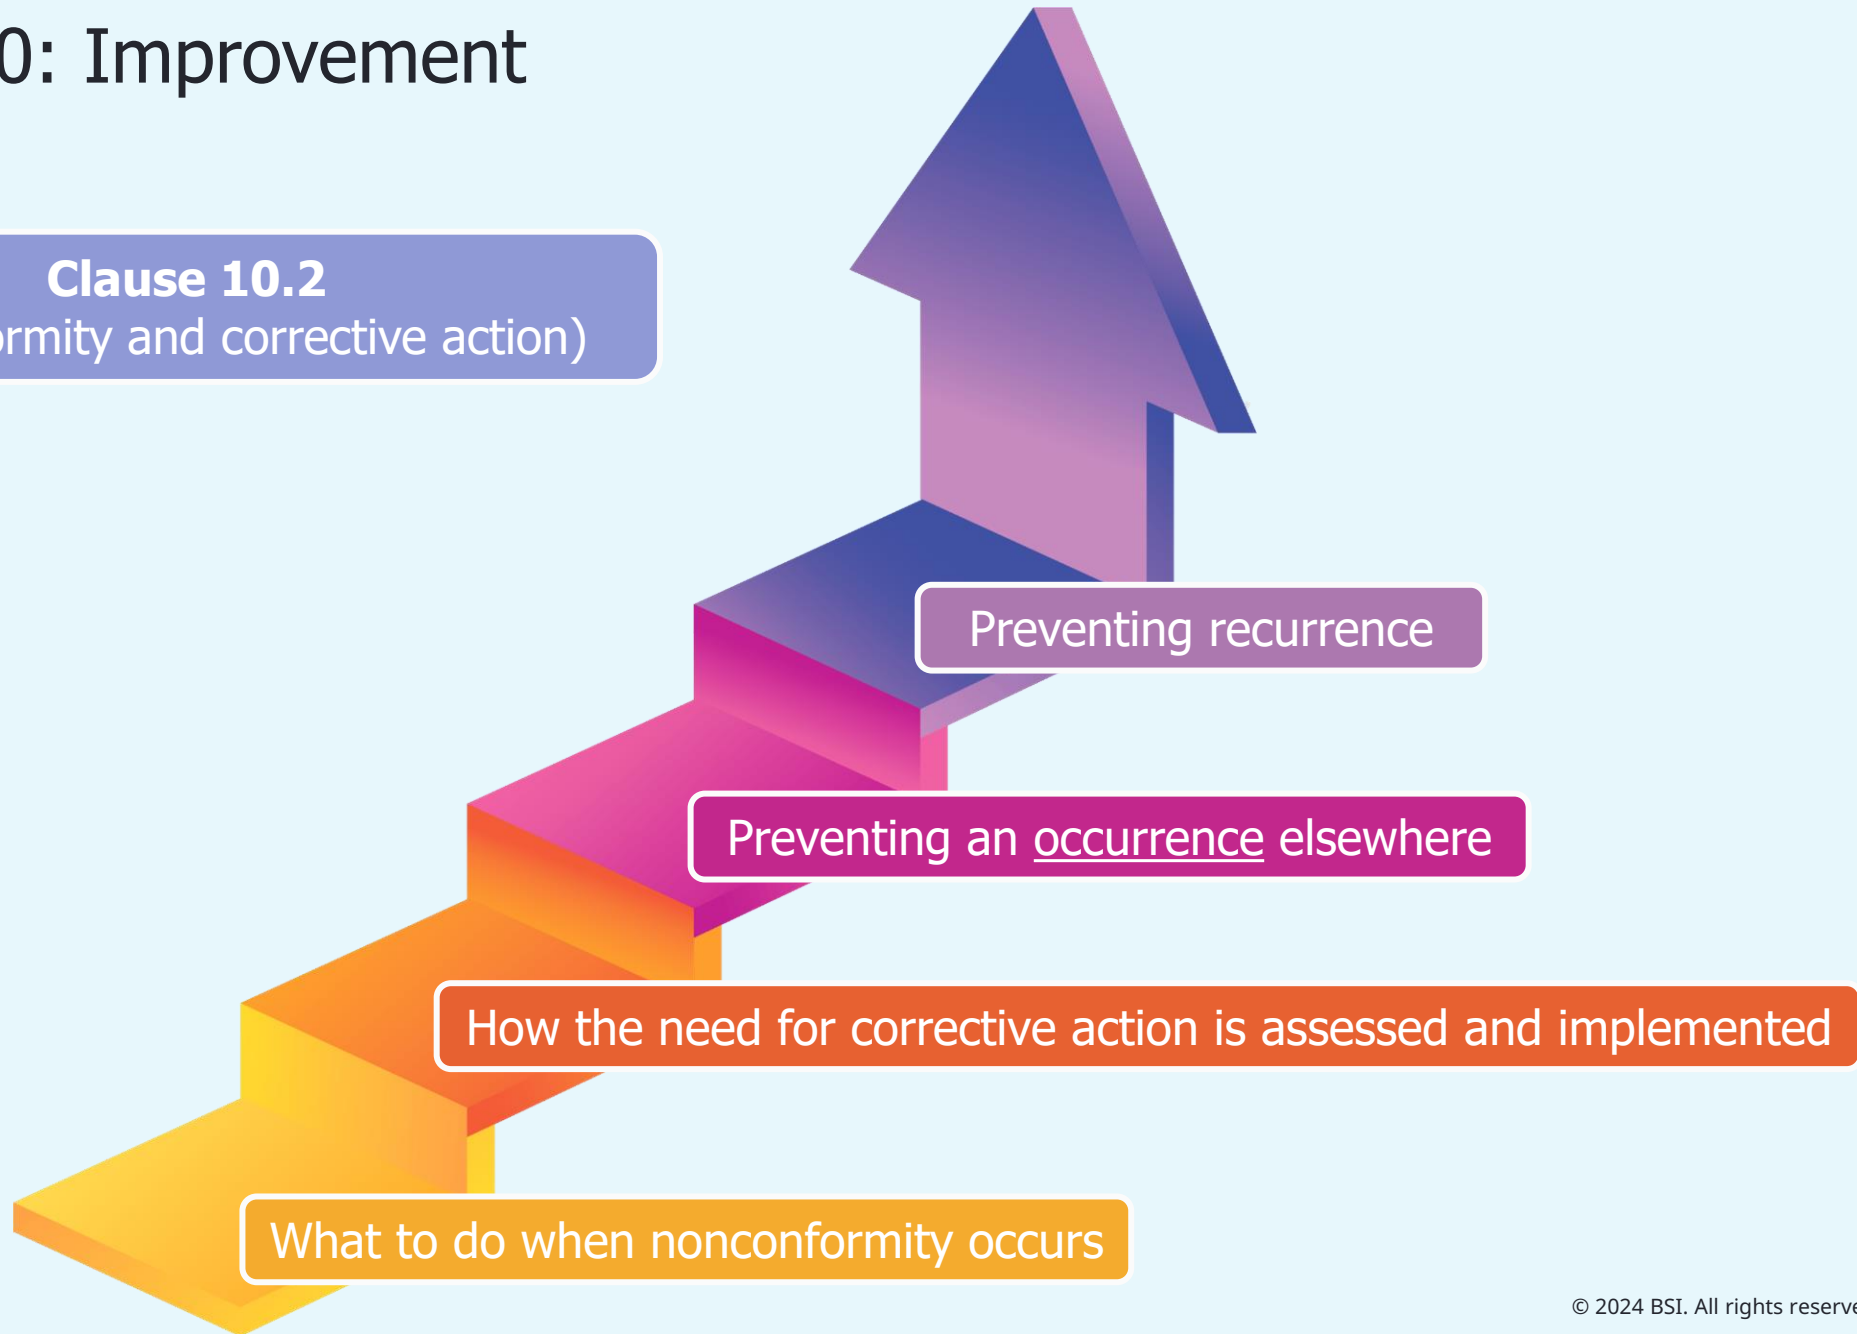 0: Improvement
Clause 10.2
ormity and corrective action)
Preventing recurrence
Preventing an occurrence elsewhere
How the need for corrective action is assessed and implemented
What to do when nonconformity occurs
© 2024 BSI. All rights reserve